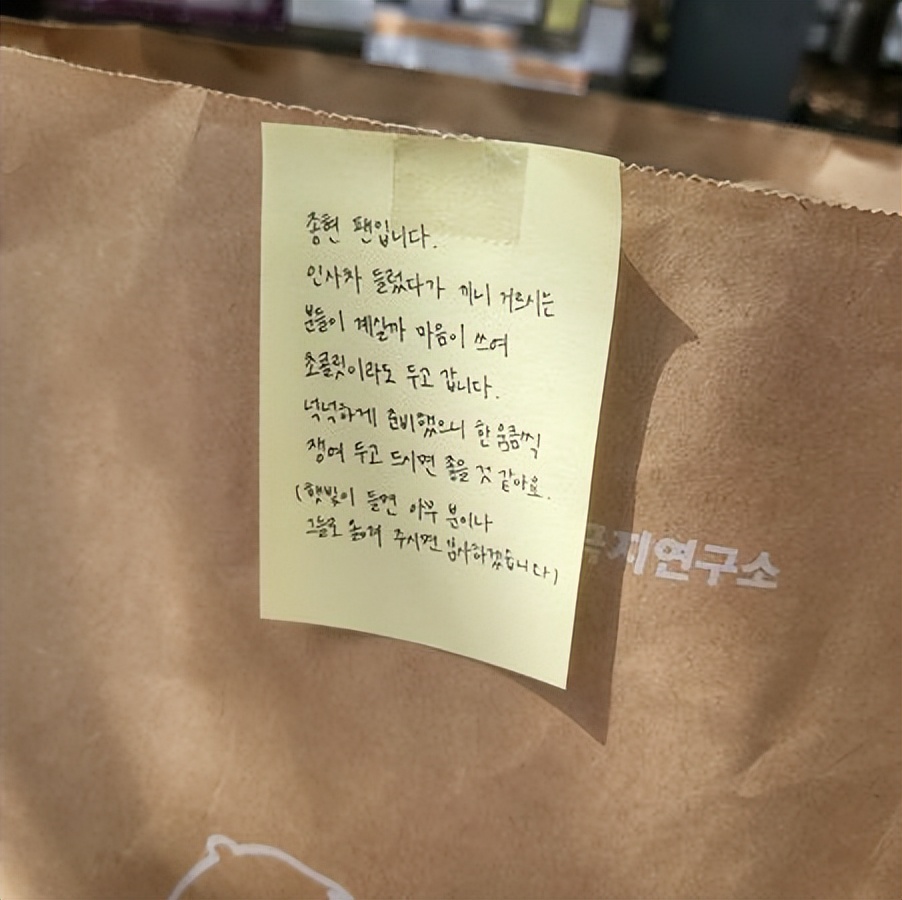 종현 팬입니다.
인사차 들렀다가 끼니 거르시는
분들이 계실까 마음이 쓰여
초콜릿이라도 두고 갑니다.
넉넉하게 준비했으니 한 움큼씩
쟁여 두고 드시면 좋을 것 같아요.
(햇빛이 들면 아무 분이나
그늘로 옮겨 주시면 감사하겠습니다)
지연구소